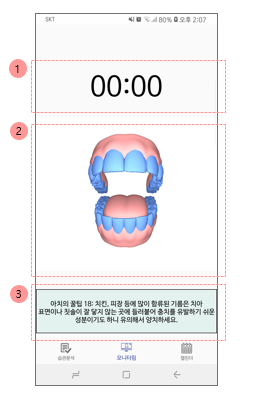 SKT 80% 오후 2:07
1
00:00
2
3
아치의 꿀팁 18: 치킨, 피장 등에 많이 함류된 기름은 치아
표면이나 칫솔이 잘 닿지 않는 곳에 들러붙어 충치를 유발하기 쉬운
성분이기도 하니 유의해서 양치하세요.
습관분석 모니터링 캘린더